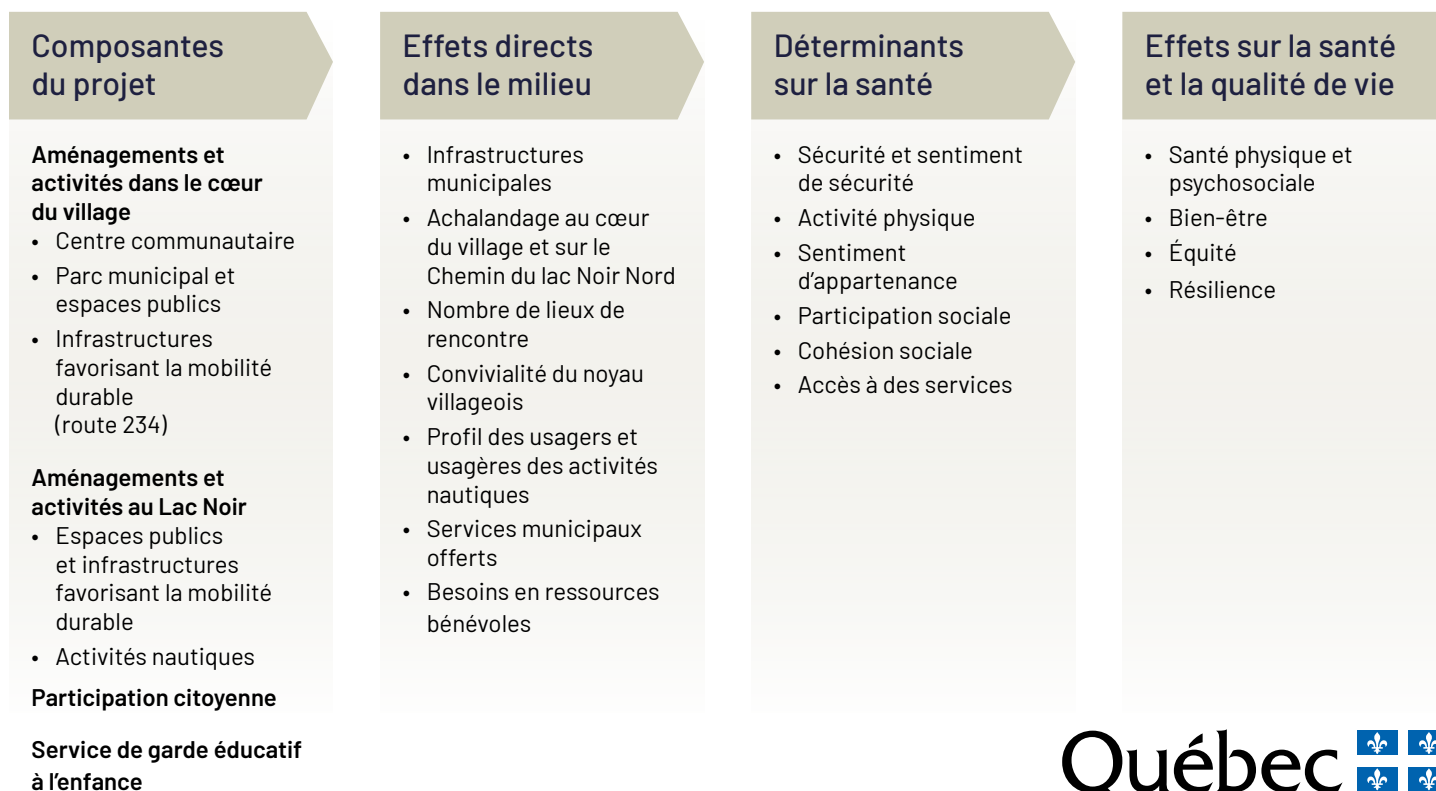 Composantes
du projet
Aménagements et
activités dans le cœur
du village
• Centre communautaire
• Parc municipal et
espaces publics
• Infrastructures
favorisant la mobilité
durable
(route 234)
Aménagements et
activités au Lac Noir
• Espaces publics
et infrastructures
favorisant la mobilité
durable
• Activités nautiques
Participation citoyenne
Service de garde éducatif
à l'enfance
Effets directs
dans le milieu
• Infrastructures
municipales
• Achalandage au cœur
du village et sur le
Chemin du lac Noir Nord
• Nombre de lieux de
rencontre
• Convivialité du noyau
villageois
• Profil des usagers et
usagères des activités
nautiques
• Services municipaux
offerts
• Besoins en ressources
bénévoles
Déterminants
sur la santé
• Sécurité et sentiment
de sécurité
• Activité physique
• Sentiment
d'appartenance
• Participation sociale
• Cohésion sociale
• Accès à des services
Effets sur la santé
et la qualité de vie
• Santé physique et
psychosociale
• Bien-être
• Équité
• Résilience
Québec